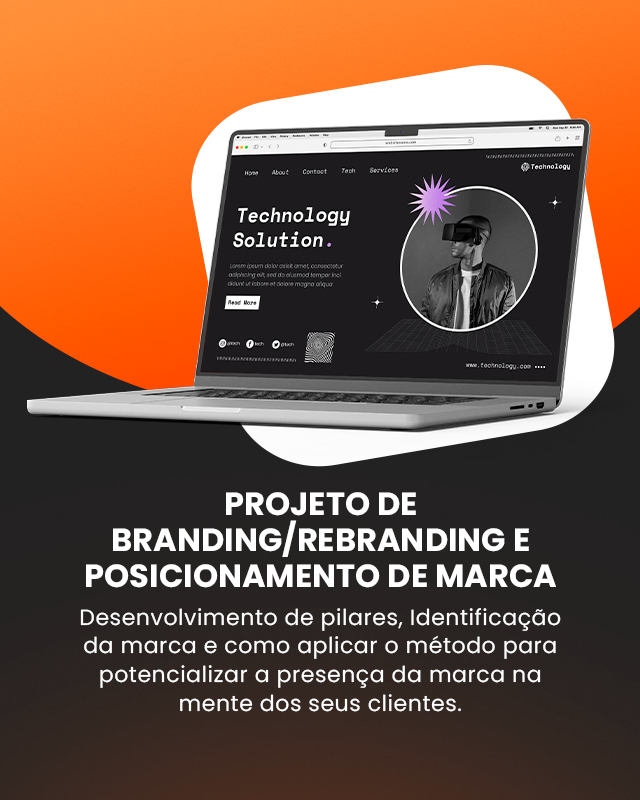 Home About Contact Tech Services
Technology
Technology
Solution.
Lorem ipsum dolor assit amet, consectetur
adipiscing elit, sed do eiusmod tempor inci
didunt ut labore et dolore magna aliqua
Read More
@tech tech @tech
www.technology.com
PROJETO DE
BRANDING/REBRANDING E
POSICIONAMENTO DE MARCA
Desenvolvimento de pilares, Identificação
da marca e como aplicar o método para
potencializar a presença da marca na
mente dos seus clientes.